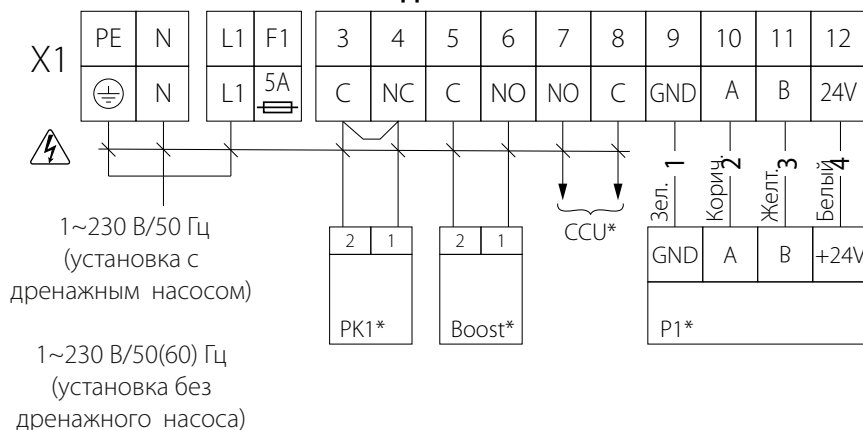 X1
PE N L1 F1 3 4 5 6 7 8 9 10 11 12
N L1 5A C NC C NO NO C GND A B 24V
Зел. 1 Корич. 2 Желт. 3 Белый 4
1~230 В/50 Гц
(установка с
дренажным насосом)
CCU*
2 1 2 1
GND A B +24V
PK1* Boost* P1*
1~230 В/50(60) Гц
(установка без
дренажного насоса)